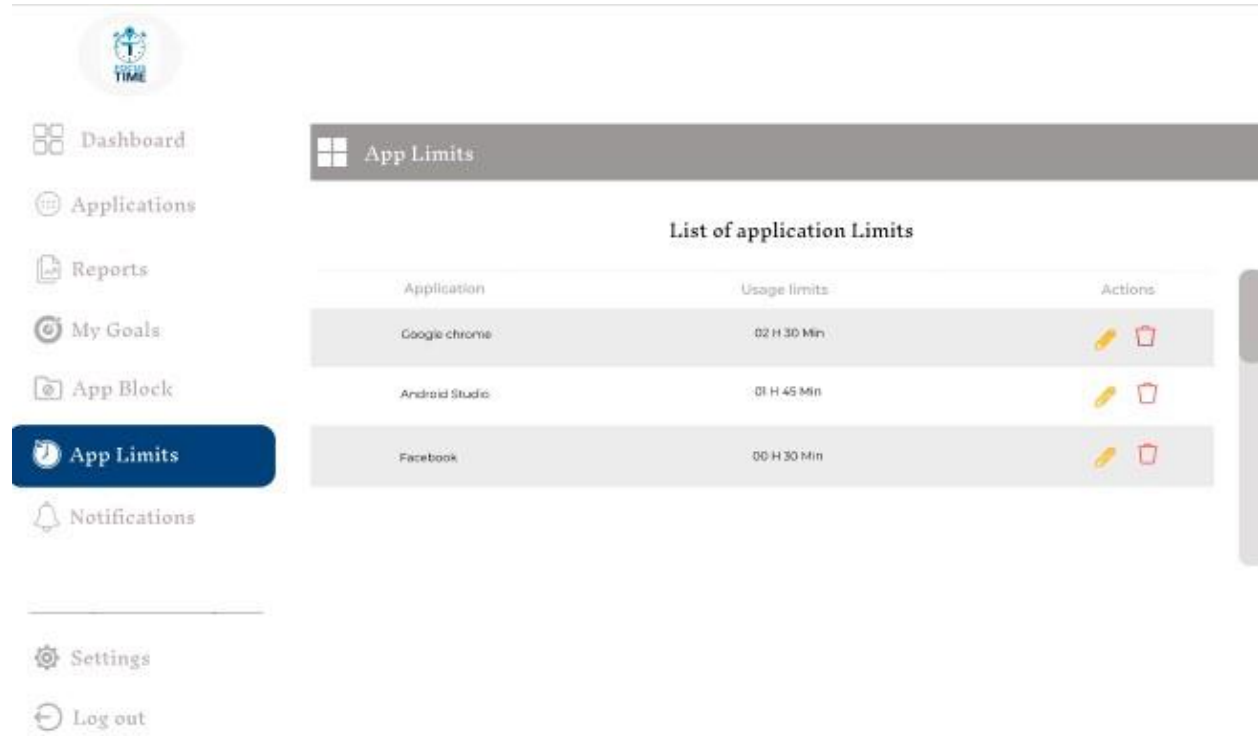 FOCUS
TIME
Dashboard
Applications
Reports
My Goals
App Block
App Limits
Notifications
Settings
Log out
App Limits
List of application Limits
Application Usage limits Actions
Google chrome 02 H 30 Min
Android Studio 01 H 45 Min
Facebook 00 H 30 Min